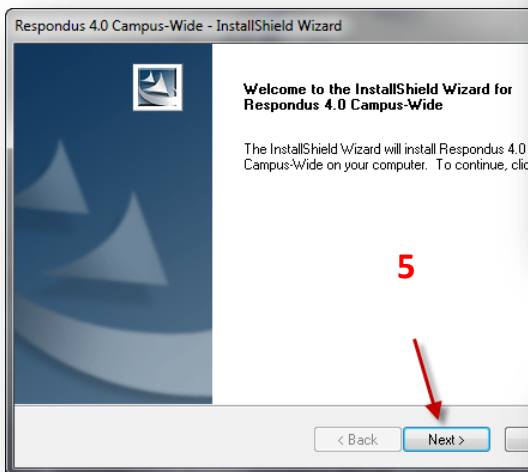 Respondus 4.0 Campus-Wide - InstallShield Wizard
Welcome to the InstallShield Wizard for
Respondus 4.0 Campus-Wide
The InstallShield Wizard will install Respondus 4.0
Campus-Wide on your computer. To continue, clic
5
< Back
Next >